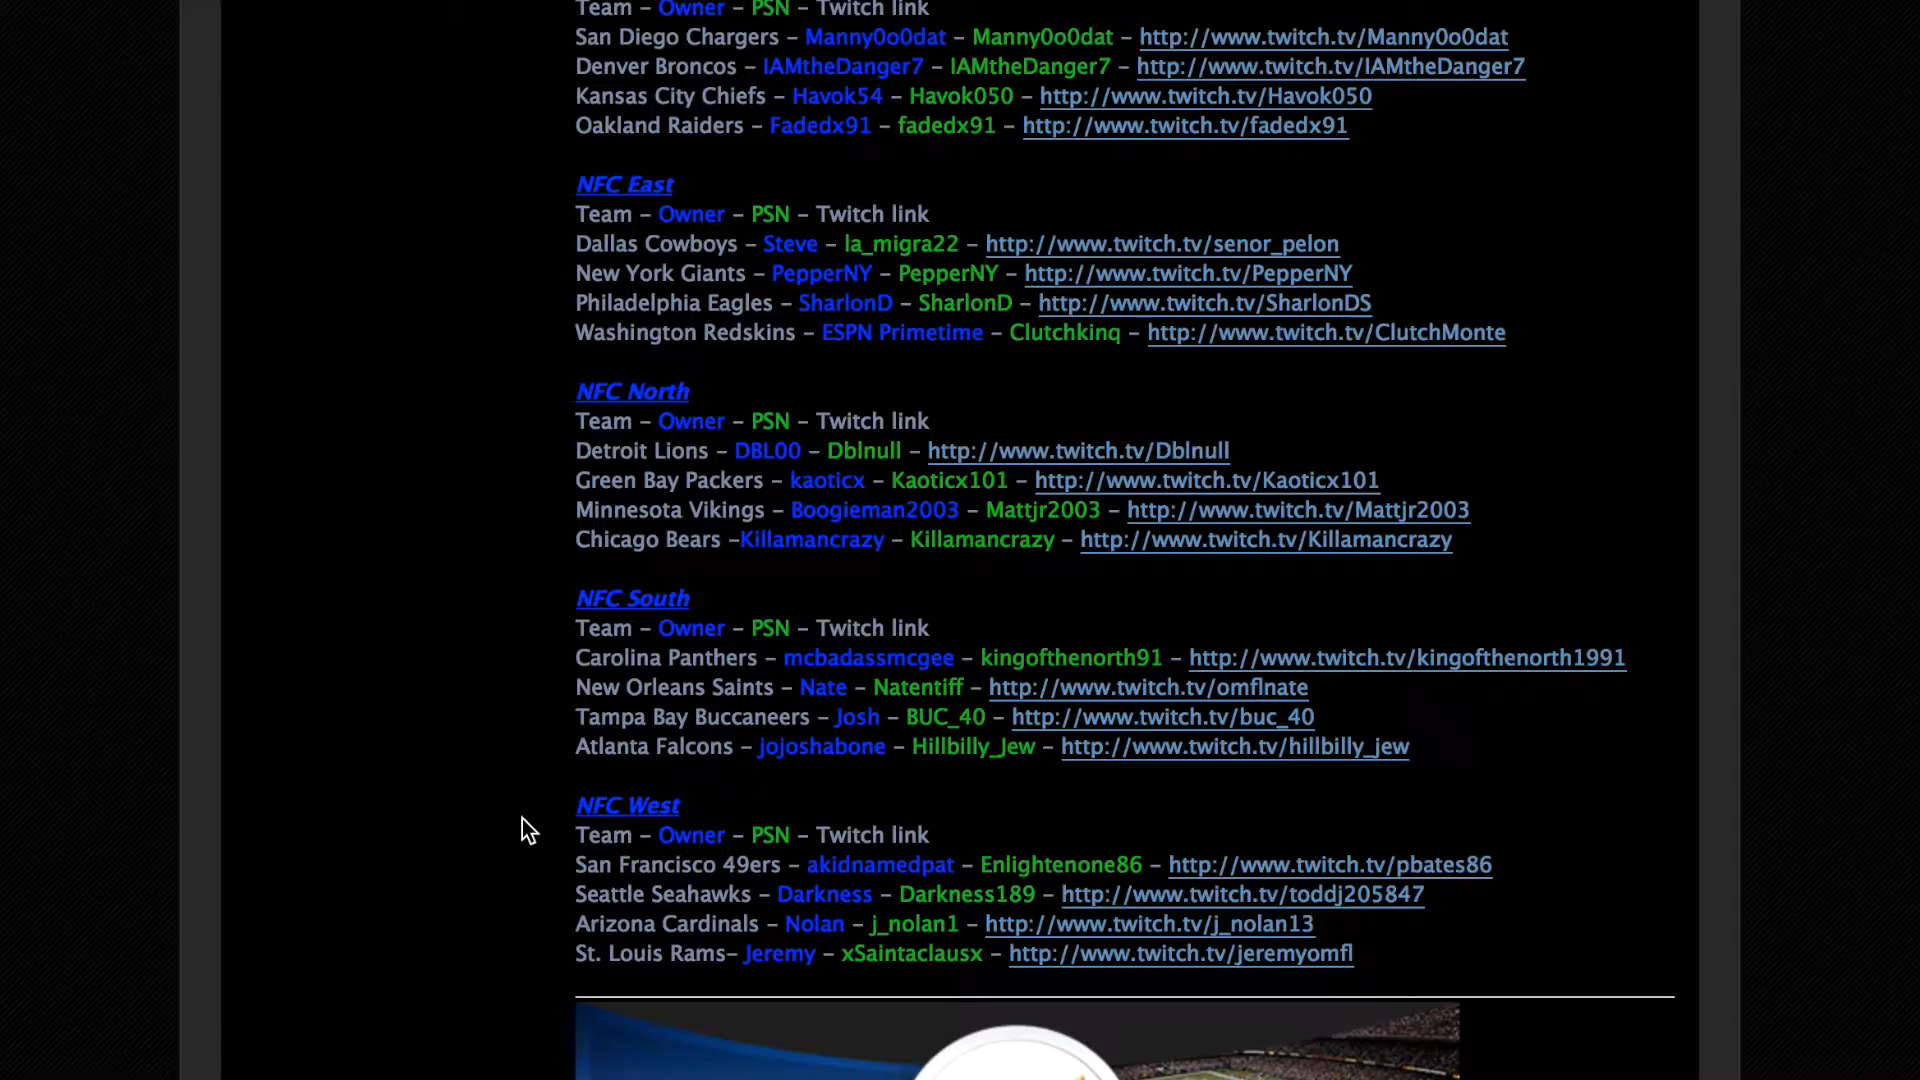 Team – Owner – PSN – Twitch link
San Diego Chargers – Manny0o0dat – Manny0o0dat – http://www.twitch.tv/Manny0o0dat
Denver Broncos – IAMtheDanger7 – IAMtheDanger7 – http://www.twitch.tv/IAMtheDanger7
Kansas City Chiefs – Havok54 – Havok050 – http://www.twitch.tv/Havok050
Oakland Raiders – Fadedx91 – fadedx91 – http://www.twitch.tv/fadedx91
NFC East
Team – Owner – PSN – Twitch link
Dallas Cowboys – Steve – la_migra22 – http://www.twitch.tv/senor_pelon
New York Giants – PepperNY – PepperNY – http://www.twitch.tv/PepperNY
Philadelphia Eagles – SharlonD – SharlonD – http://www.twitch.tv/SharlonDS
Washington Redskins – ESPN Primetime – Clutchkinq – http://www.twitch.tv/ClutchMonte
NFC North
Team – Owner – PSN – Twitch link
Detroit Lions – DBL00 – Dblnull – http://www.twitch.tv/Dblnull
Green Bay Packers – kaoticx – Kaoticx101 – http://www.twitch.tv/Kaoticx101
Minnesota Vikings – Boogieman2003 – Mattjr2003 – http://www.twitch.tv/Mattjr2003
Chicago Bears –Killamancrazy – Killamancrazy – http://www.twitch.tv/Killamancrazy
NFC South
Team – Owner – PSN – Twitch link
Carolina Panthers – mcbadassmcgee – kingofthenorth91 – http://www.twitch.tv/kingofthenorth1991
New Orleans Saints – Nate – Natentiff – http://www.twitch.tv/omflnate
Tampa Bay Buccaneers – Josh – BUC_40 – http://www.twitch.tv/buc_40
Atlanta Falcons – jojoshabone – Hillbilly_Jew – http://www.twitch.tv/hillbilly_jew
NFC West
Team – Owner – PSN – Twitch link
San Francisco 49ers – akidnamedpat – Enlightenone86 – http://www.twitch.tv/pbates86
Seattle Seahawks – Darkness – Darkness189 – http://www.twitch.tv/toddj205847
Arizona Cardinals – Nolan – j_nolan1 – http://www.twitch.tv/j_nolan13
St. Louis Rams– Jeremy – xSaintaclausx – http://www.twitch.tv/jeremyomfl